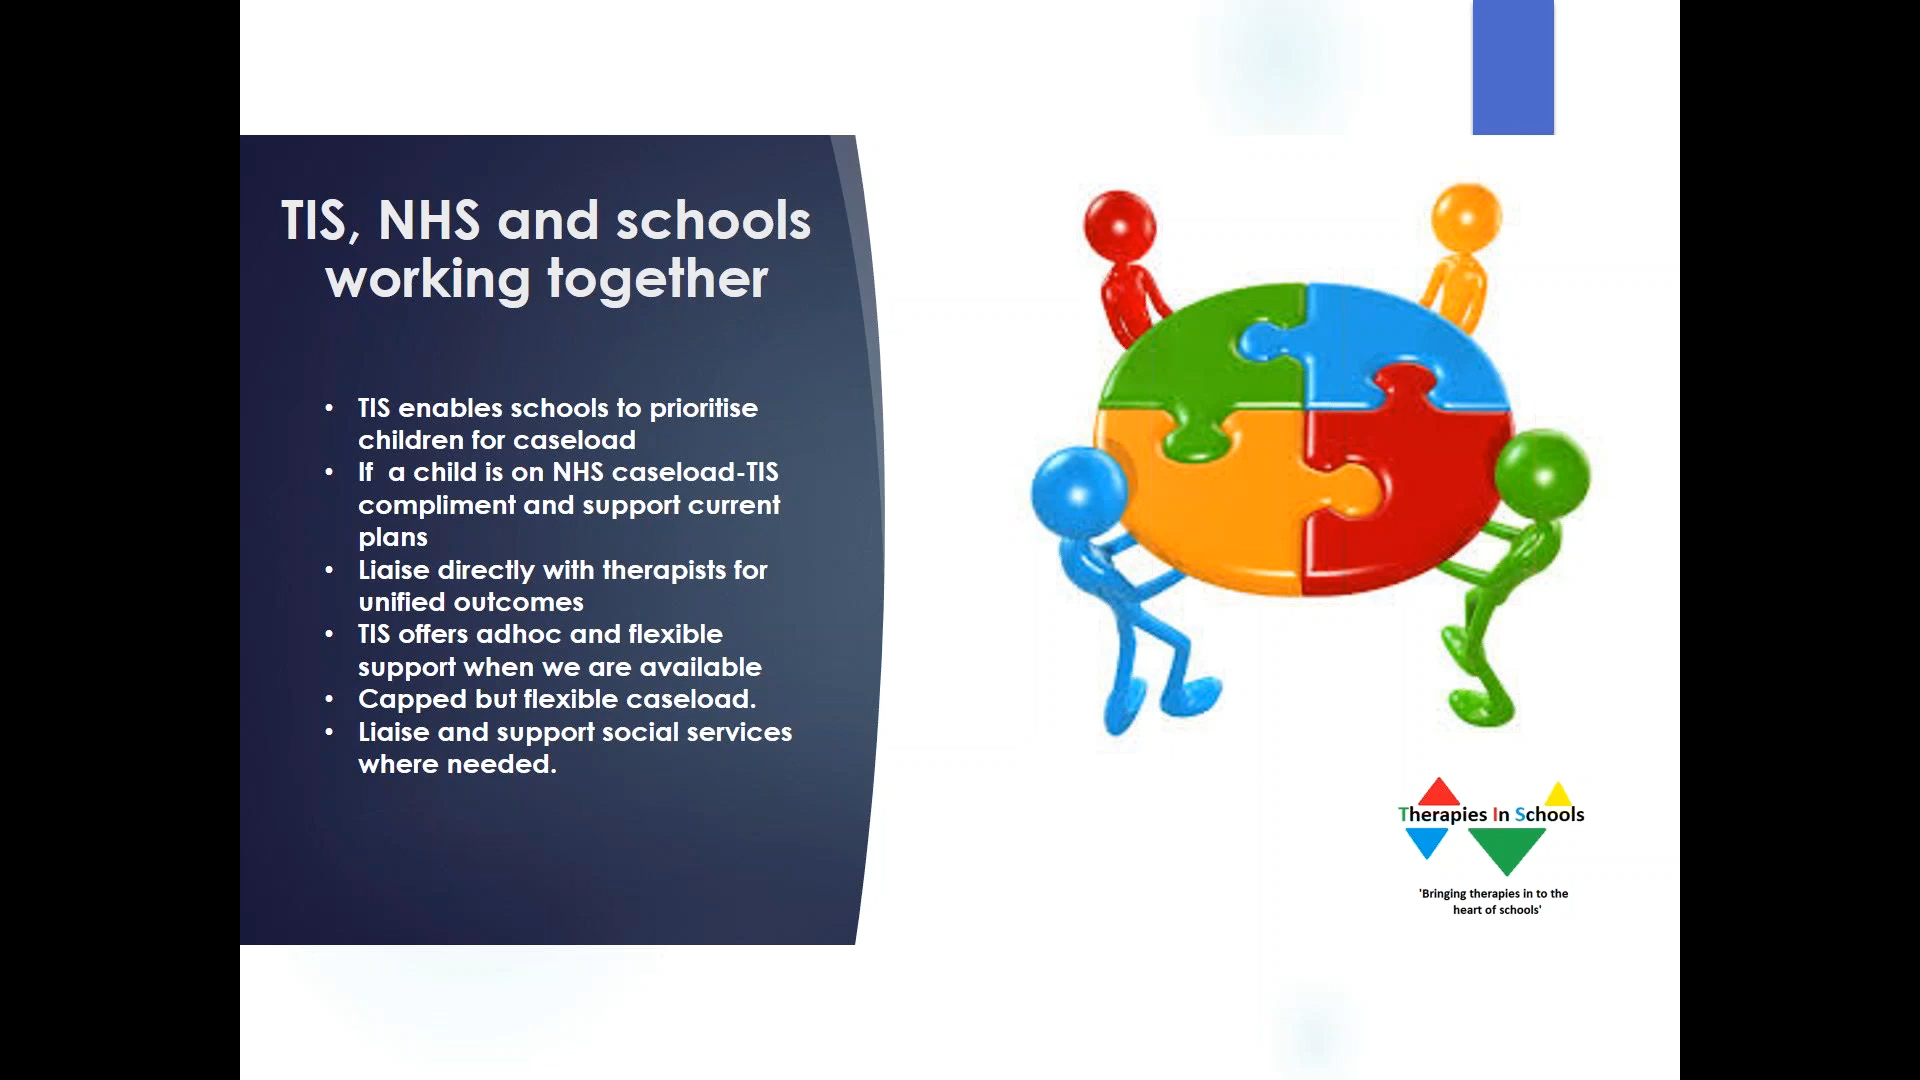 TIS, NHS and schools
working together
• TIS enables schools to prioritise
children for caseload
• If  a child is on NHS caseload-TIS
compliment and support current
plans
• Liaise directly with therapists for
unified outcomes
• TIS offers adhoc and flexible
support when we are available
• Capped but flexible caseload.
• Liaise and support social services
where needed.
Therapies In Schools
'Bringing therapies in to the
heart of schools'